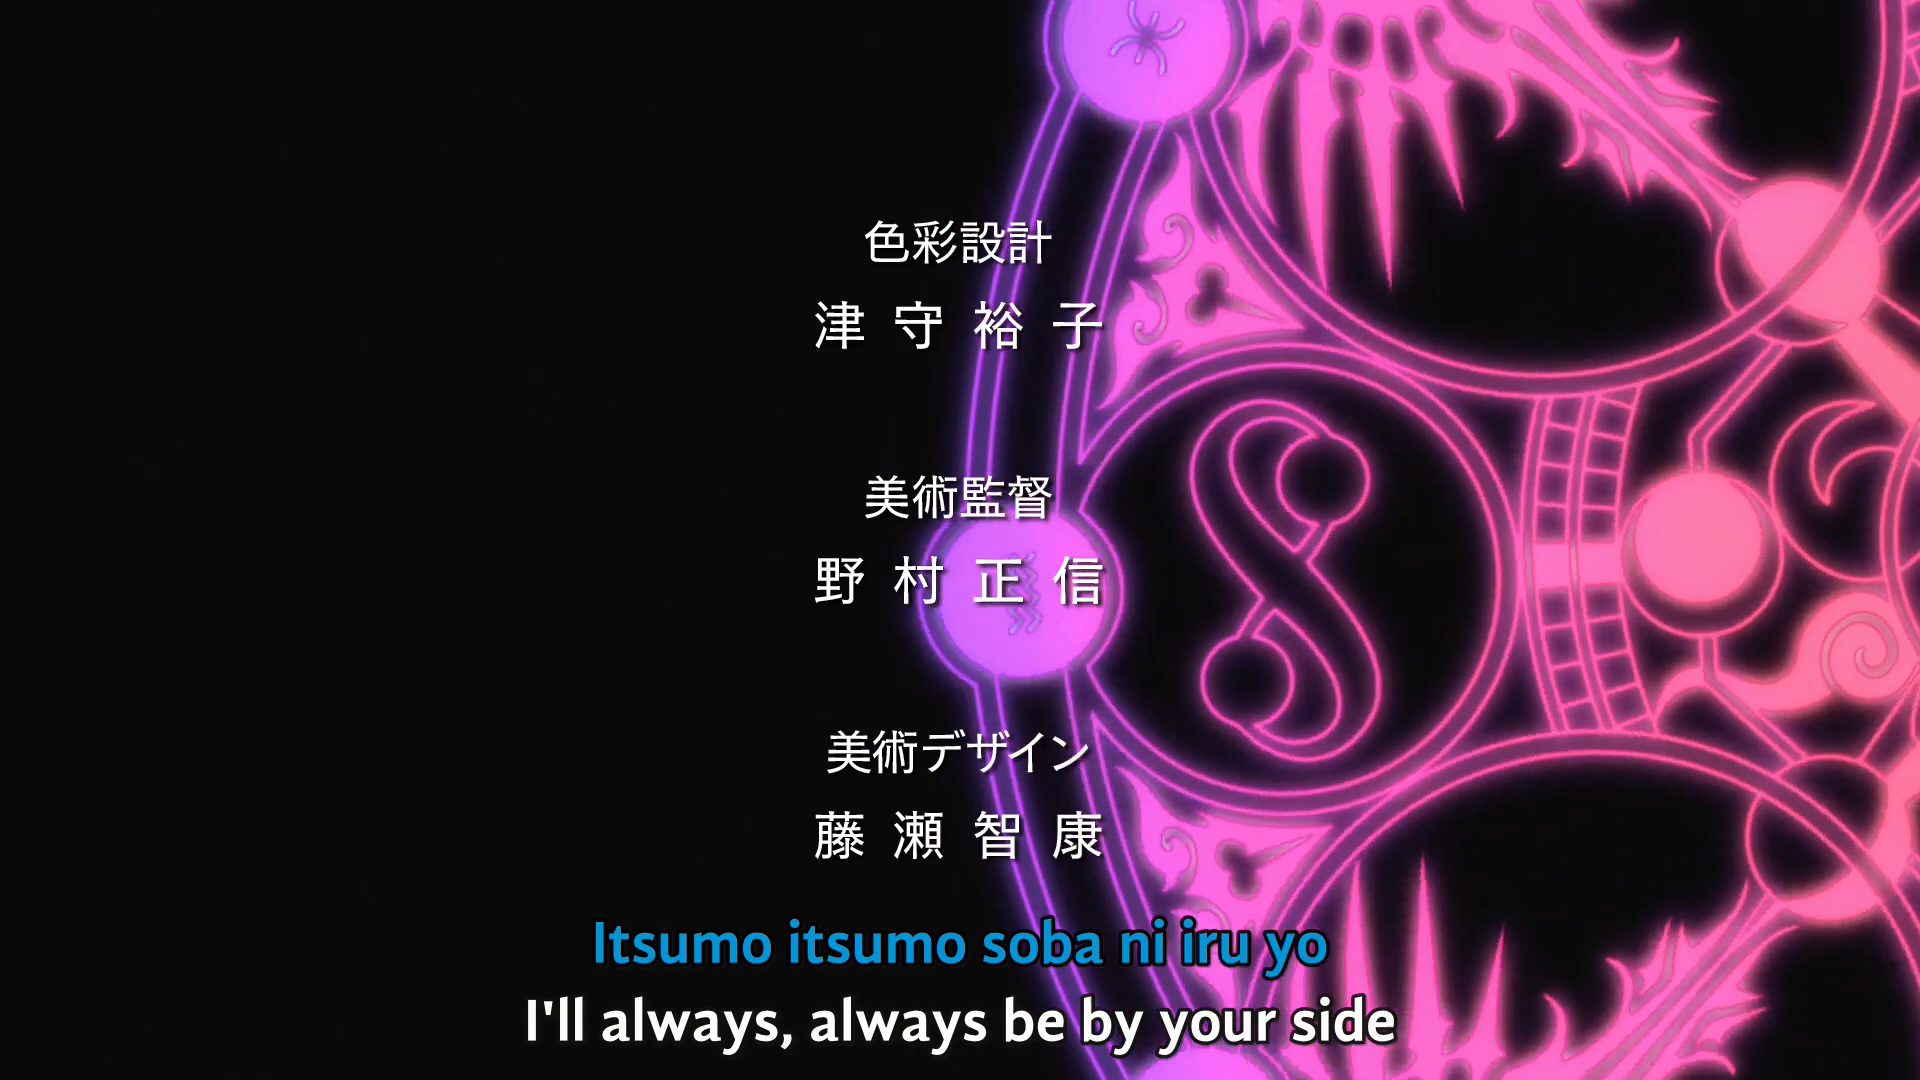 色彩設計
津守裕子
美術監督
野村正信
美術デザイン
藤瀬智康
Itsumo itsumo soba ni iru yo
I'll always, always be by your side